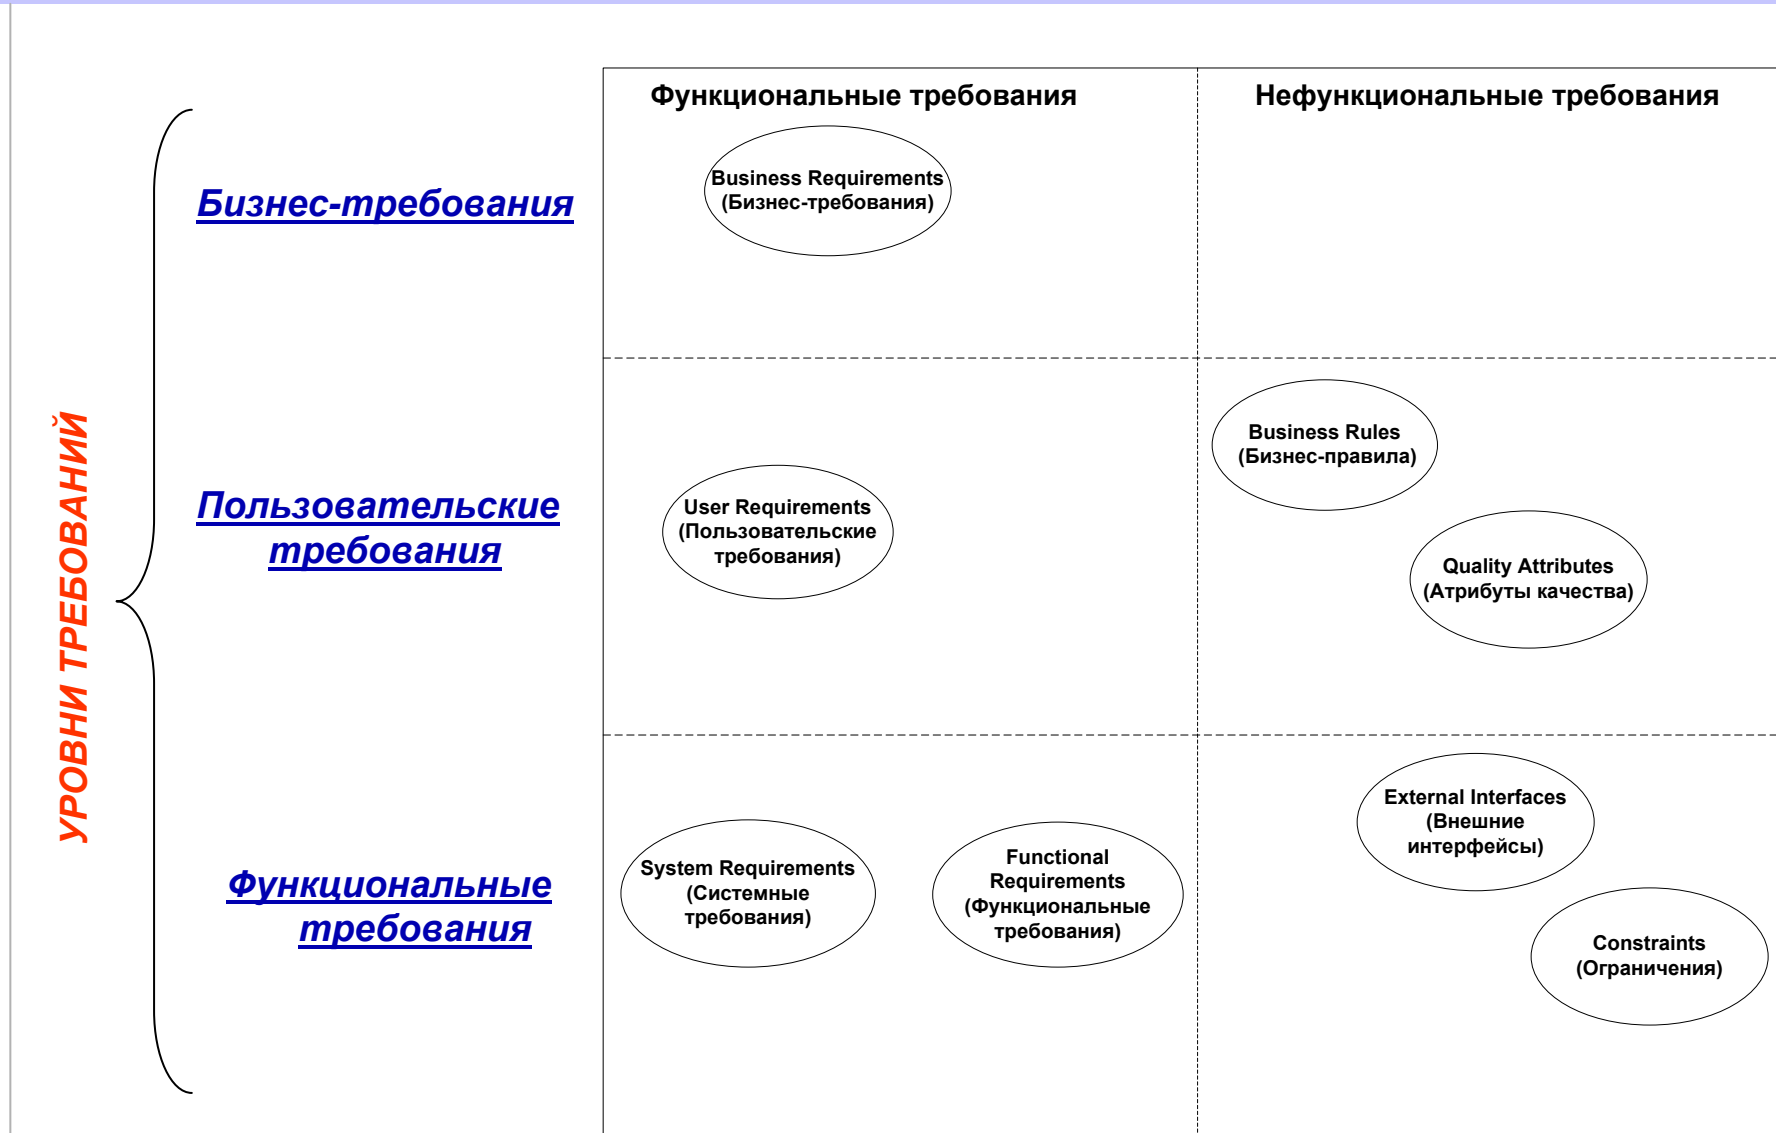 Функциональные требования
Нефункциональные требования
УРОВНИ ТРЕБОВАНИЙ
Бизнес-требования
Business Requirements
(Бизнес-требования)
Пользовательские
требования
User Requirements
(Пользовательские
требования)
Business Rules
(Бизнес-правила)
Quality Attributes
(Атрибуты качества)
Функциональные
требования
System Requirements
(Системные
требования)
Functional
Requirements
(Функциональные
требования)
External Interfaces
(Внешние
интерфейсы)
Constraints
(Ограничения)